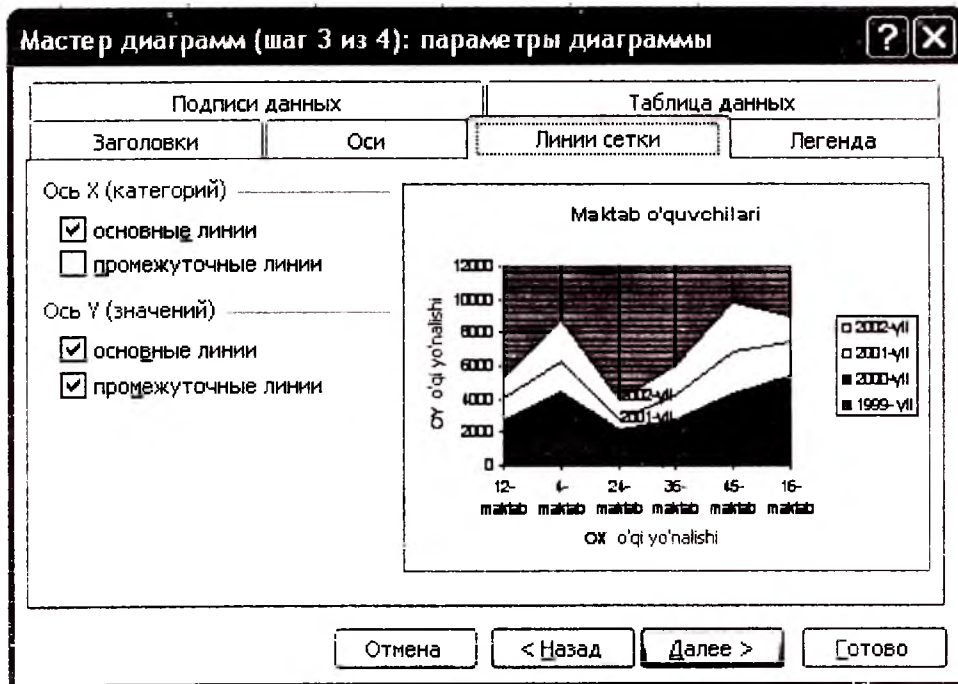 Мастер диаграмм (шаг 3 из 4): параметры диаграммы
Подписи данных
Таблица данных
Заголовки
Оси
Линии сетки
Легенда
Ось X (категорий)
основные линии
промежуточные линии
Ось Y (значений)
основные линии
промежуточные линии
Maktab o'quvchilari
OY o'qi yo'nalishi
12000
10000
8000
6000
4000
2000
0
2002-yil
2001-yil
12-maktab
4-maktab
24-maktab
36-maktab
45-maktab
16-maktab
OX o'qi yo'nalishi
2002-yil
2001-yil
2000-yil
1999-yil
Отмена
< Назад
Далее >
Готово